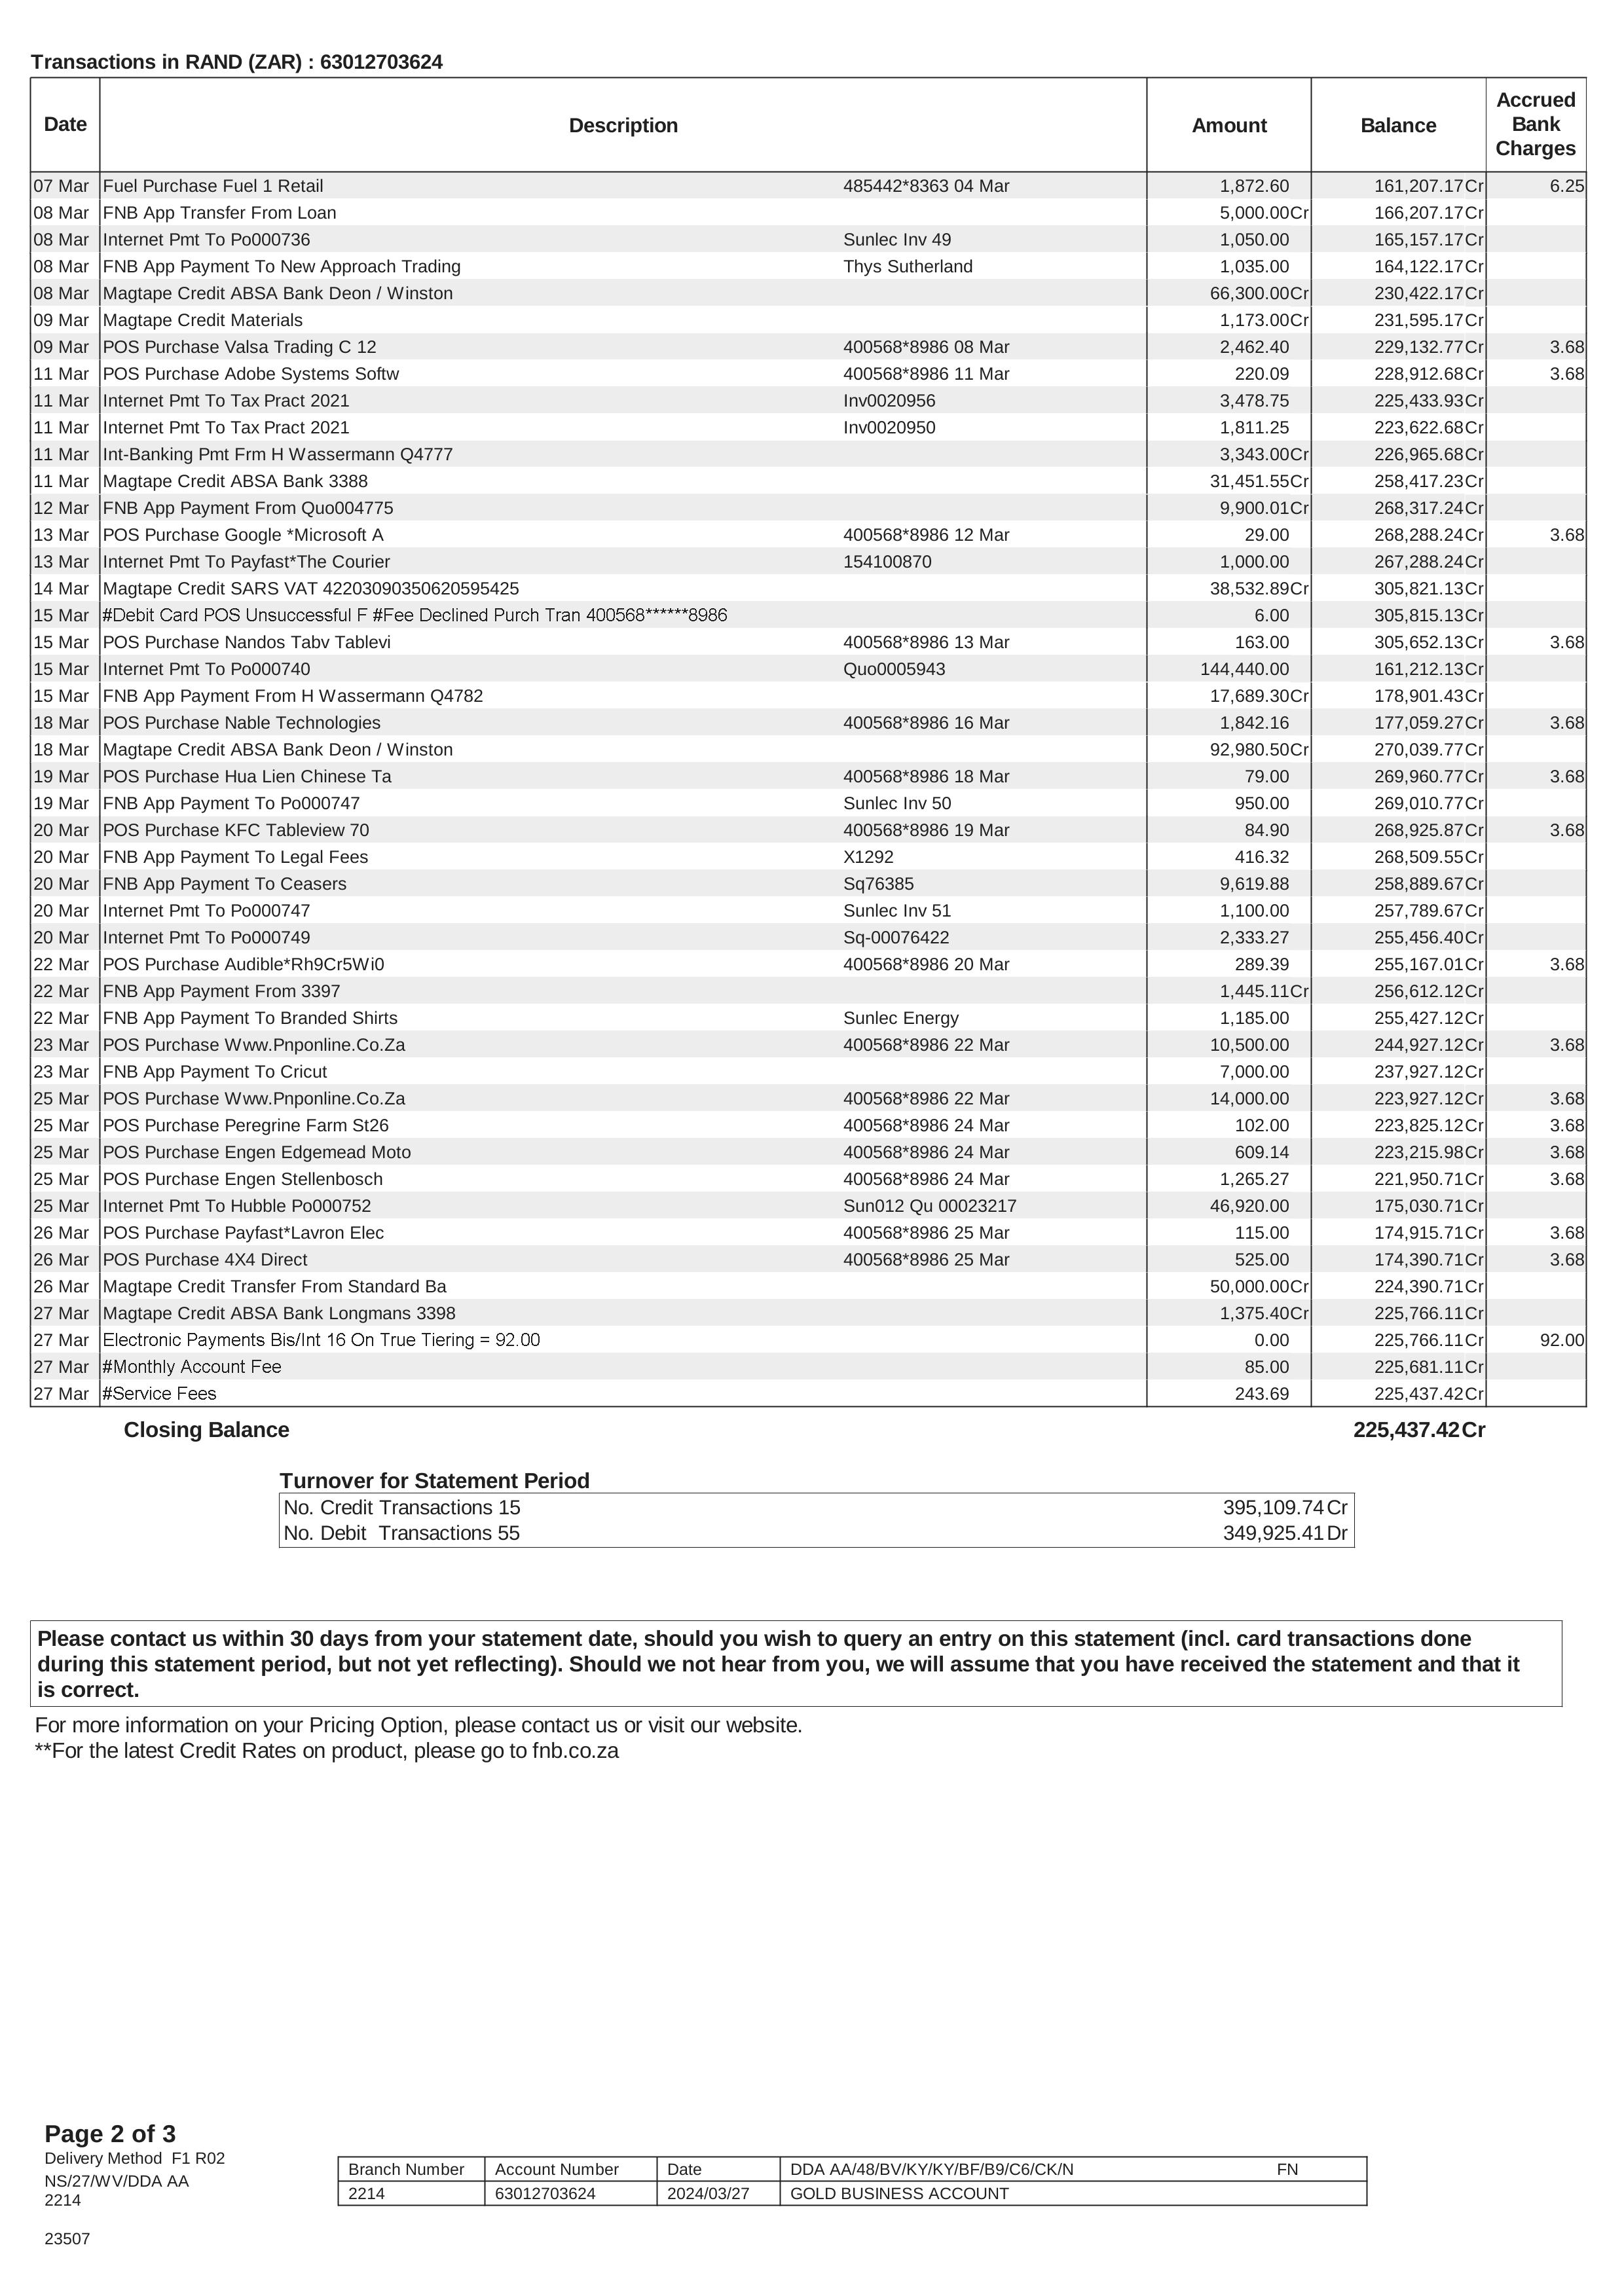 Transactions in RAND (ZAR) : 63012703624
Date Description Amount Balance Accrued Bank Charges
07 Mar Fuel Purchase Fuel 1 Retail 485442*8363 04 Mar 1,872.60 161,207.17Cr 6.25
08 Mar FNB App Transfer From Loan 5,000.00Cr 166,207.17Cr
08 Mar Internet Pmt To Po000736 Sunlec Inv 49 1,050.00 165,157.17Cr
08 Mar FNB App Payment To New Approach Trading Thys Sutherland 1,035.00 164,122.17Cr
08 Mar Magtape Credit ABSA Bank Deon / Winston 66,300.00Cr 230,422.17Cr
09 Mar Magtape Credit Materials 1,173.00Cr 231,595.17Cr
09 Mar POS Purchase Valsa Trading C 12 400568*8986 08 Mar 2,462.40 229,132.77Cr 3.68
11 Mar POS Purchase Adobe Systems Softw 400568*8986 11 Mar 220.09 228,912.68Cr 3.68
11 Mar Internet Pmt To Tax Pract 2021 Inv0020956 3,478.75 225,433.93Cr
11 Mar Internet Pmt To Tax Pract 2021 Inv0020950 1,811.25 223,622.68Cr
11 Mar Int-Banking Pmt Frm H Wassermann Q4777 3,343.00Cr 226,965.68Cr
11 Mar Magtape Credit ABSA Bank 3388 31,451.55Cr 258,417.23Cr
12 Mar FNB App Payment From Quo004775 9,900.01Cr 268,317.24Cr
13 Mar POS Purchase Google *Microsoft A 400568*8986 12 Mar 29.00 268,288.24Cr 3.68
13 Mar Internet Pmt To Payfast*The Courier 154100870 1,000.00 267,288.24Cr
14 Mar Magtape Credit SARS VAT 42203090350620595425 38,532.89Cr 305,821.13Cr
15 Mar #Debit Card POS Unsuccessful F #Fee Declined Purch Tran 400568******8986 6.00 305,815.13Cr
15 Mar POS Purchase Nandos Tabv Tablevi 400568*8986 13 Mar 163.00 305,652.13Cr 3.68
15 Mar Internet Pmt To Po000740 Quo0005943 144,440.00 161,212.13Cr
15 Mar FNB App Payment From H Wassermann Q4782 17,689.30Cr 178,901.43Cr
18 Mar POS Purchase Nable Technologies 400568*8986 16 Mar 1,842.16 177,059.27Cr 3.68
18 Mar Magtape Credit ABSA Bank Deon / Winston 92,980.50Cr 270,039.77Cr
19 Mar POS Purchase Hua Lien Chinese Ta 400568*8986 18 Mar 79.00 269,960.77Cr 3.68
19 Mar FNB App Payment To Po000747 Sunlec Inv 50 950.00 269,010.77Cr
20 Mar POS Purchase KFC Tableview 70 400568*8986 19 Mar 84.90 268,925.87Cr 3.68
20 Mar FNB App Payment To Legal Fees X1292 416.32 268,509.55Cr
20 Mar FNB App Payment To Ceasers Sq76385 9,619.88 258,889.67Cr
20 Mar Internet Pmt To Po000747 Sunlec Inv 51 1,100.00 257,789.67Cr
20 Mar Internet Pmt To Po000749 Sq-00076422 2,333.27 255,456.40Cr
22 Mar POS Purchase Audible*Rh9Cr5Wi0 400568*8986 20 Mar 289.39 255,167.01Cr 3.68
22 Mar FNB App Payment From 3397 1,445.11Cr 256,612.12Cr
22 Mar FNB App Payment To Branded Shirts Sunlec Energy 1,185.00 255,427.12Cr
23 Mar POS Purchase Www.Pnponline.Co.Za 400568*8986 22 Mar 10,500.00 244,927.12Cr 3.68
23 Mar FNB App Payment To Cricut 7,000.00 237,927.12Cr
25 Mar POS Purchase Www.Pnponline.Co.Za 400568*8986 22 Mar 14,000.00 223,927.12Cr 3.68
25 Mar POS Purchase Peregrine Farm St26 400568*8986 24 Mar 102.00 223,825.12Cr 3.68
25 Mar POS Purchase Engen Edgemead Moto 400568*8986 24 Mar 609.14 223,215.98Cr 3.68
25 Mar POS Purchase Engen Stellenbosch 400568*8986 24 Mar 1,265.27 221,950.71Cr 3.68
25 Mar Internet Pmt To Hubble Po000752 Sun012 Qu 00023217 46,920.00 175,030.71Cr
26 Mar POS Purchase Payfast*Lavron Elec 400568*8986 25 Mar 115.00 174,915.71Cr 3.68
26 Mar POS Purchase 4X4 Direct 400568*8986 25 Mar 525.00 174,390.71Cr 3.68
26 Mar Magtape Credit Transfer From Standard Ba 50,000.00Cr 224,390.71Cr
27 Mar Magtape Credit ABSA Bank Longmans 3398 1,375.40Cr 225,766.11Cr
27 Mar Electronic Payments Bis/Int 16 On True Tiering = 92.00 0.00 225,766.11Cr 92.00
27 Mar #Monthly Account Fee 85.00 225,681.11Cr
27 Mar #Service Fees 243.69 225,437.42Cr
Closing Balance 225,437.42Cr
Turnover for Statement Period
No. Credit Transactions 15 395,109.74Cr
No. Debit Transactions 55 349,925.41Dr
Please contact us within 30 days from your statement date, should you wish to query an entry on this statement (incl. card transactions done
during this statement period, but not yet reflecting). Should we not hear from you, we will assume that you have received the statement and that it
is correct.
For more information on your Pricing Option, please contact us or visit our website.
**For the latest Credit Rates on product, please go to fnb.co.za
Page 2 of 3
Delivery Method F1 R02
NS/27/WV/DDA AA
2214
Branch Number Account Number Date DDA AA/48/BV/KY/KY/BF/B9/C6/CK/N FN
2214 63012703624 2024/03/27 GOLD BUSINESS ACCOUNT
23507